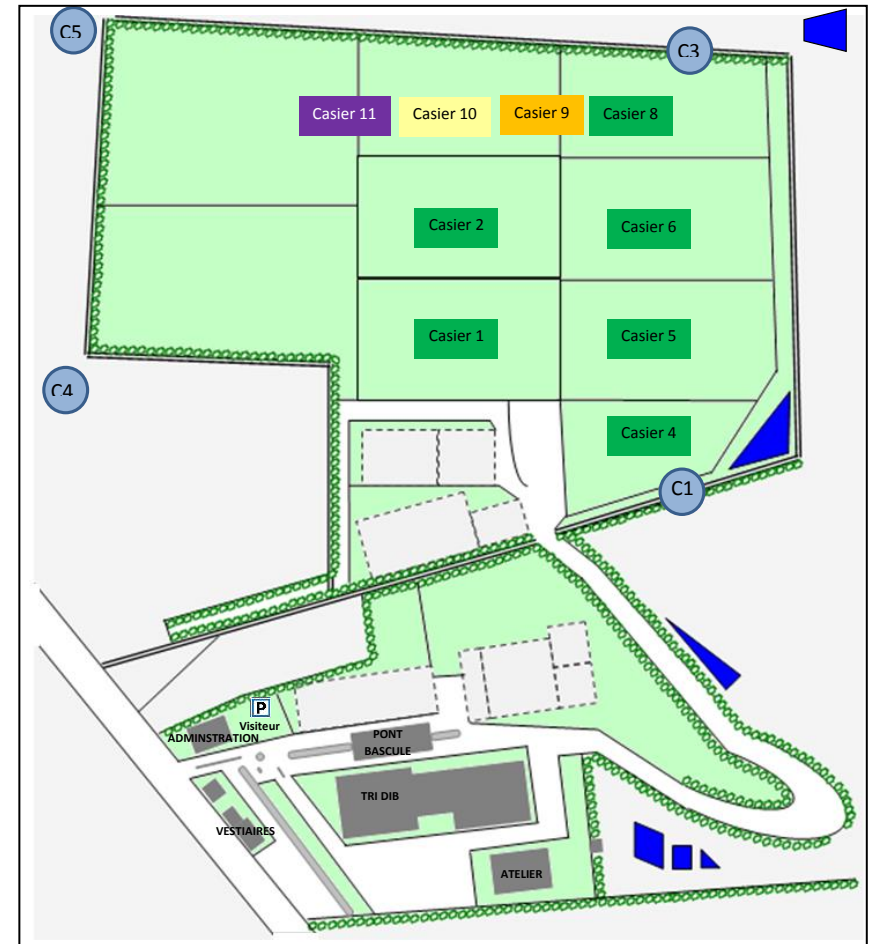 C5
C3
Casier 11
Casier 10
Casier 9
Casier 8
Casier 2
Casier 6
Casier 1
Casier 5
C4
Casier 4
C1
P
Visiteur
ADMINSTRATION
PONT
BASCULE
TRI DIB
VESTIAIRES
ATELIER